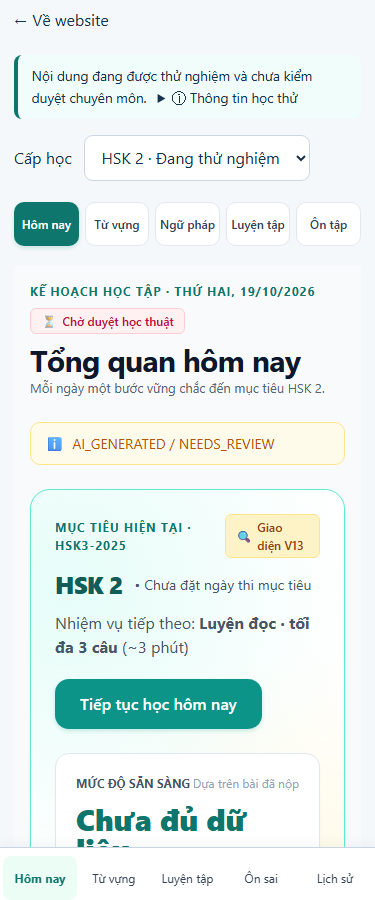 ← Về website
Nội dung đang được thử nghiệm và chưa kiểm
duyệt chuyên môn. ▶ ⓘ Thông tin học thử
Cấp học
HSK 2 · Đang thử nghiệm
Hôm nay
Từ vựng
Ngữ pháp
Luyện tập
Ôn tập
KẾ HOẠCH HỌC TẬP · THỨ HAI, 19/10/2026
⏳ Chờ duyệt học thuật
Tổng quan hôm nay
Mỗi ngày một bước vững chắc đến mục tiêu HSK 2.
ℹ️ AI_GENERATED / NEEDS_REVIEW
MỤC TIÊU HIỆN TẠI ·
HSK3-2025
🔍 Giao
diện V13
HSK 2 • Chưa đặt ngày thi mục tiêu
Nhiệm vụ tiếp theo: Luyện đọc · tối
đa 3 câu (~3 phút)
Tiếp tục học hôm nay
MỨC ĐỘ SẴN SÀNG Dựa trên bài đã nộp
Chưa đủ dữ
liệu
Hôm nay
Từ vựng
Luyện tập
Ôn sai
Lịch sử